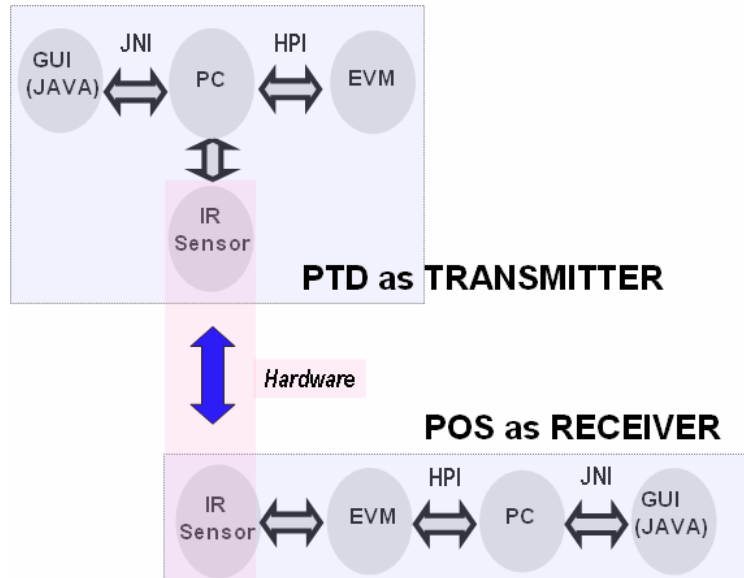 JNI
HPI
GUI
(JAVA)
PC
EVM
IR
Sensor
PTD as TRANSMITTER
Hardware
POS as RECEIVER
HPI
JNI
IR
Sensor
EVM
PC
GUI
(JAVA)